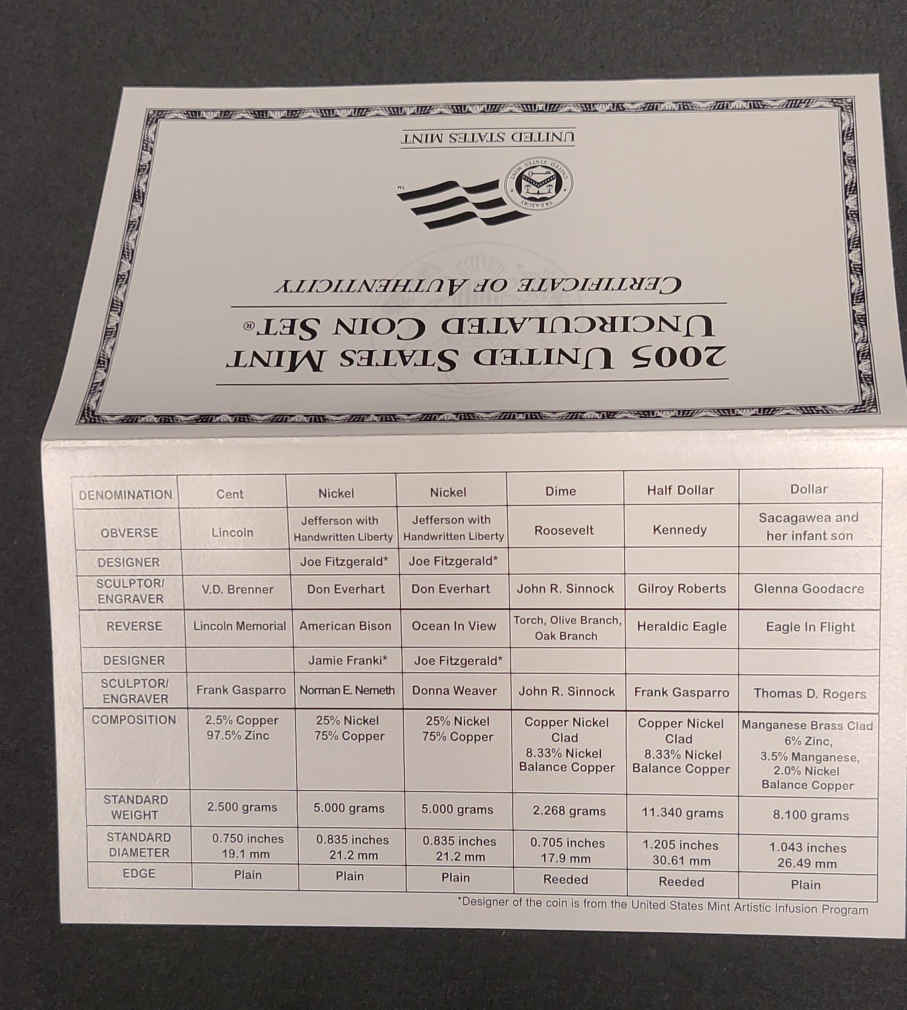 UNITED STATES MINT
TREASURY
UNITED STATES MINT
TM
CERTIFICATE OF AUTHENTICITY
UNCIRCULATED COIN SET®
2005 UNITED STATES MINT
DENOMINATION Cent Nickel Nickel Dime Half Dollar Dollar
OBVERSE Lincoln Jefferson with Handwritten Liberty Jefferson with Handwritten Liberty Roosevelt Kennedy Sacagawea and her infant son
DESIGNER Joe Fitzgerald* Joe Fitzgerald*
SCULPTOR/ENGRAVER V.D. Brenner Don Everhart Don Everhart John R. Sinnock Gilroy Roberts Glenna Goodacre
REVERSE Lincoln Memorial American Bison Ocean In View Torch, Olive Branch, Oak Branch Heraldic Eagle Eagle In Flight
DESIGNER Jamie Franki* Joe Fitzgerald*
SCULPTOR/ENGRAVER Frank Gasparro Norman E. Nemeth Donna Weaver John R. Sinnock Frank Gasparro Thomas D. Rogers
COMPOSITION 2.5% Copper 97.5% Zinc 25% Nickel 75% Copper 25% Nickel 75% Copper Copper Nickel Clad 8.33% Nickel Balance Copper Copper Nickel Clad 8.33% Nickel Balance Copper Manganese Brass Clad 6% Zinc, 3.5% Manganese, 2.0% Nickel Balance Copper
STANDARD WEIGHT 2.500 grams 5.000 grams 5.000 grams 2.268 grams 11.340 grams 8.100 grams
STANDARD DIAMETER 0.750 inches 19.1 mm 0.835 inches 21.2 mm 0.835 inches 21.2 mm 0.705 inches 17.9 mm 1.205 inches 30.61 mm 1.043 inches 26.49 mm
EDGE Plain Plain Plain Reeded Reeded Plain
*Designer of the coin is from the United States Mint Artistic Infusion Program